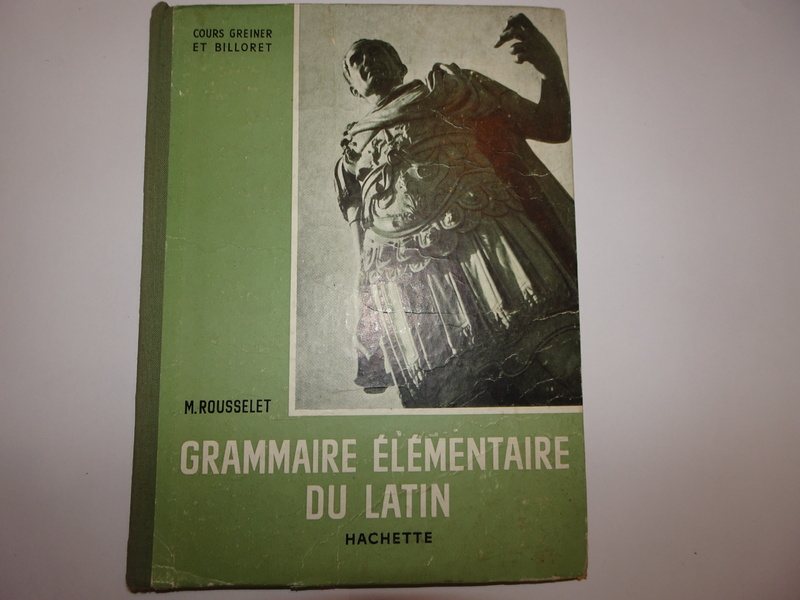 COURS GREINER
ET BILLORET
M. ROUSSELET
GRAMMAIRE ÉLÉMENTAIRE
DU LATIN
HACHETTE